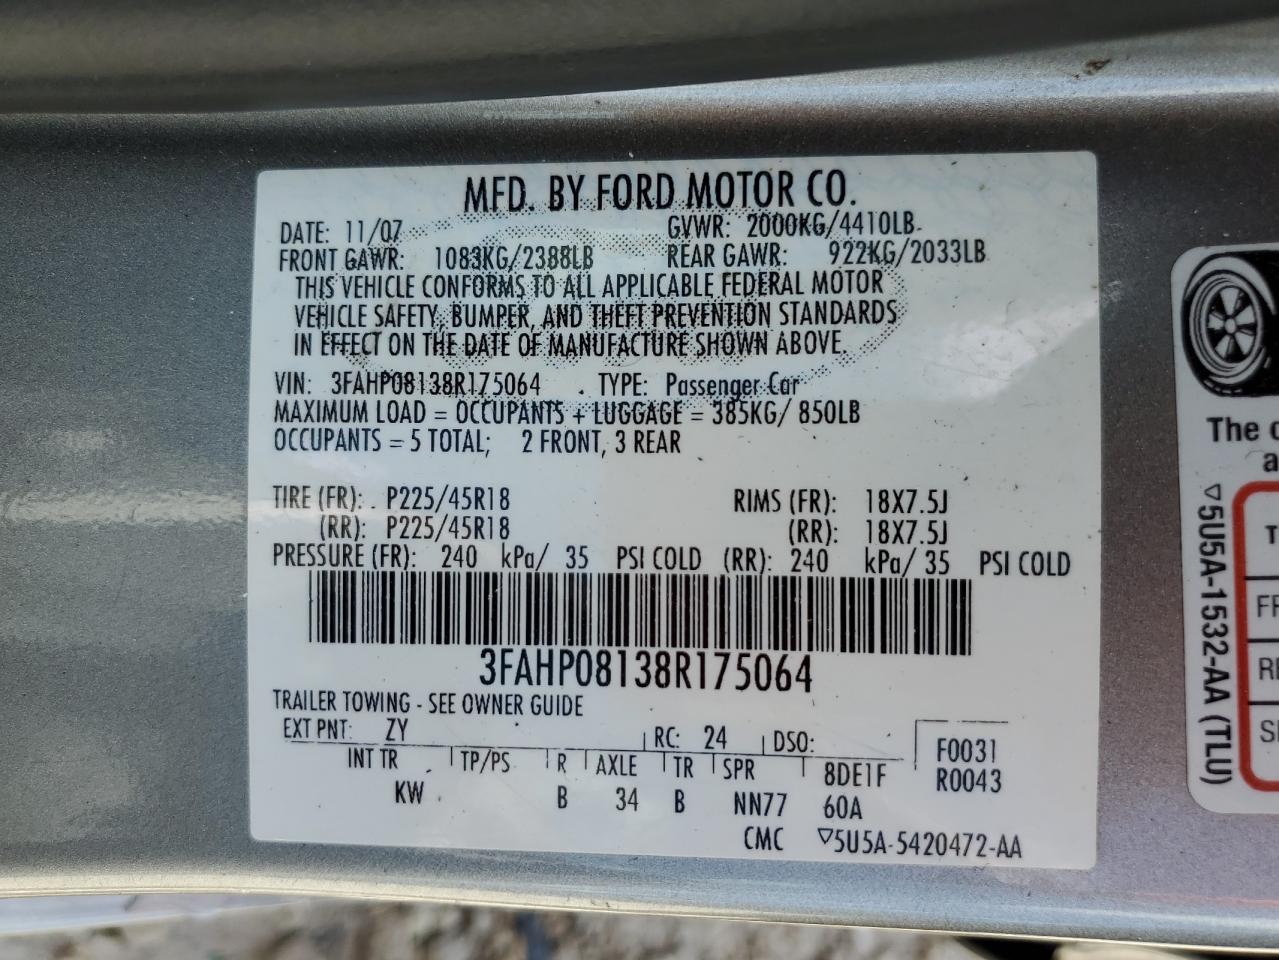 MFD. BY FORD MOTOR CO.
DATE: 11/07 GVWR: 2000KG/4410LB
FRONT GAWR: 1083KG/2388LB REAR GAWR: 922KG/2033LB
THIS VEHICLE CONFORMS TO ALL APPLICABLE FEDERAL MOTOR
VEHICLE SAFETY, BUMPER, AND THEFT PREVENTION STANDARDS
IN EFFECT ON THE DATE OF MANUFACTURE SHOWN ABOVE.
VIN: 3FAHP08138R175064 TYPE: Passenger Car
MAXIMUM LOAD = OCCUPANTS + LUGGAGE = 385KG/ 850LB
OCCUPANTS = 5 TOTAL; 2 FRONT, 3 REAR
TIRE (FR): P225/45R18 RIMS (FR): 18X7.5J
(RR): P225/45R18 (RR): 18X7.5J
PRESSURE (FR): 240 kPa/ 35 PSI COLD (RR): 240 kPa/ 35 PSI COLD
3FAHP08138R175064
TRAILER TOWING - SEE OWNER GUIDE
EXT PNT: ZY RC: 24 DSO: F0031
INT TR TP/PS R AXLE TR SPR 8DE1F R0043
KW B 34 B NN77 60A
CMC ▽5U5A-5420472-AA
The
▽5U5A-1532-AA (TLU)